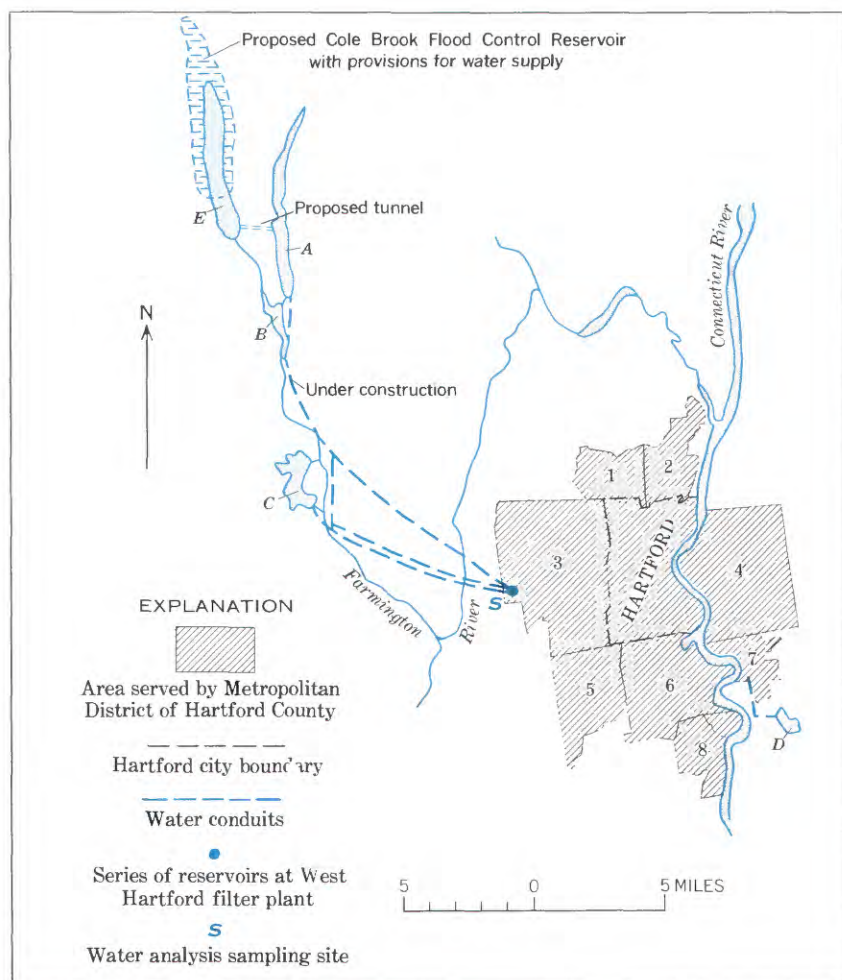 Proposed Cole Brook Flood Control Reservoir
with provisions for water supply
E
Proposed tunnel
A
Connecticut River
N
B
Under construction
1
2
C
3
HARTFORD
4
S
Farmington
River
7
5
6
D
8
EXPLANATION
Area served by Metropolitan
District of Hartford County
Hartford city boundary
Water conduits
Series of reservoirs at West
Hartford filter plant
S
Water analysis sampling site
5 0 5 MILES